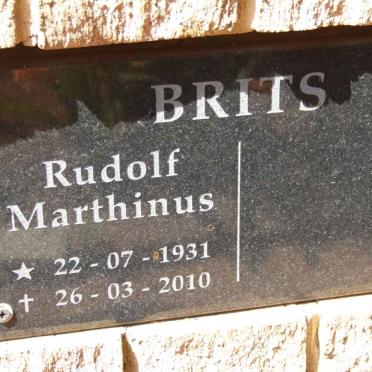 BRITS
Rudolf
Marthinus
★ 22 - 07 - 1931
✝ 26 - 03 - 2010